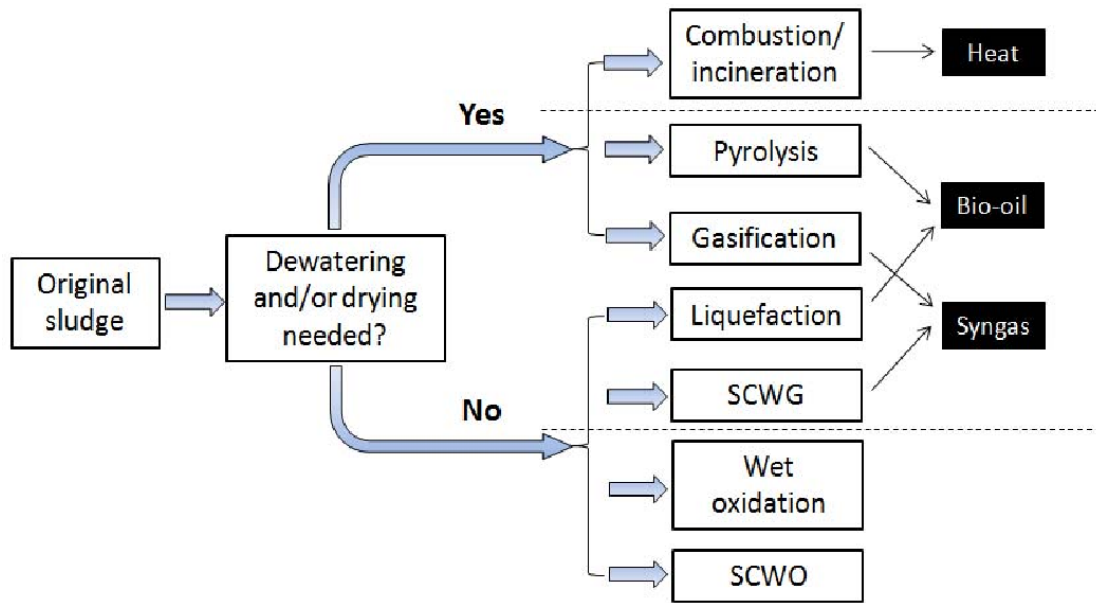 Original
sludge
Dewatering
and/or drying
needed?
Yes
No
Combustion/
incineration
Pyrolysis
Gasification
Liquefaction
SCWG
Wet
oxidation
SCWO
Heat
Bio-oil
Syngas